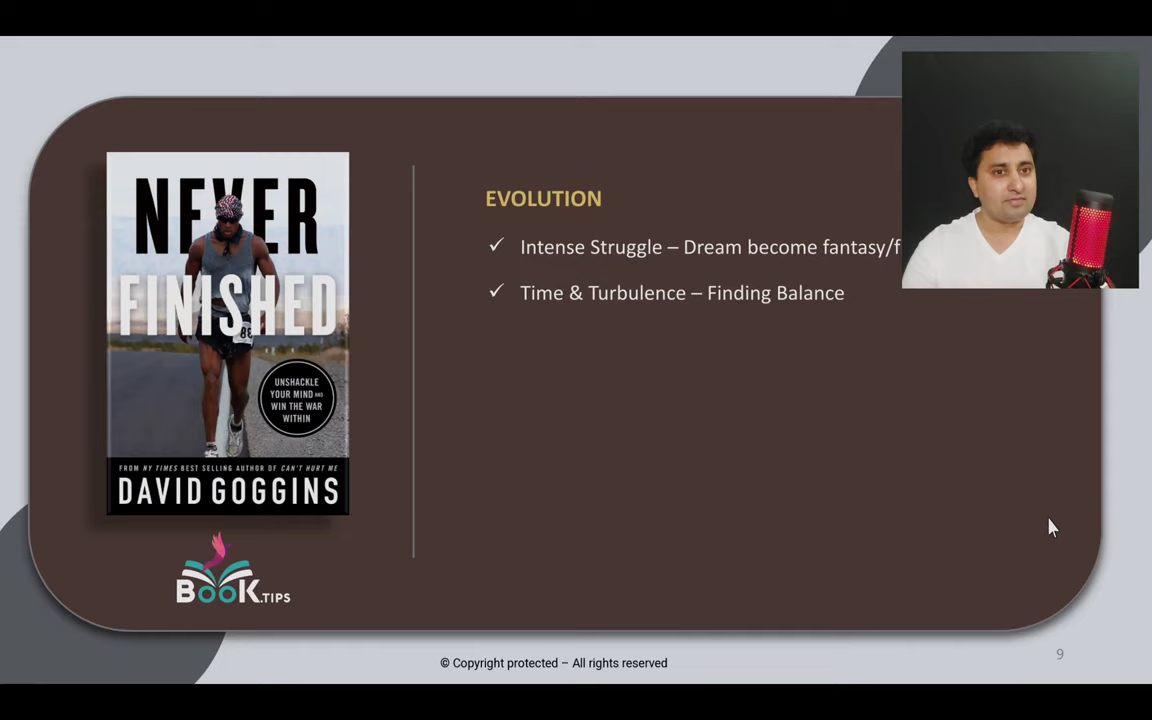 NEVER
FINISHED
UNSHACKLE
YOUR MIND AND
WIN THE WAR
WITHIN
FROM NY TIMES BEST SELLING AUTHOR OF CAN'T HURT ME
DAVID GOGGINS
BOOK.TIPS
EVOLUTION
✓ Intense Struggle – Dream become fantasy/f
✓ Time & Turbulence – Finding Balance
© Copyright protected – All rights reserved
9